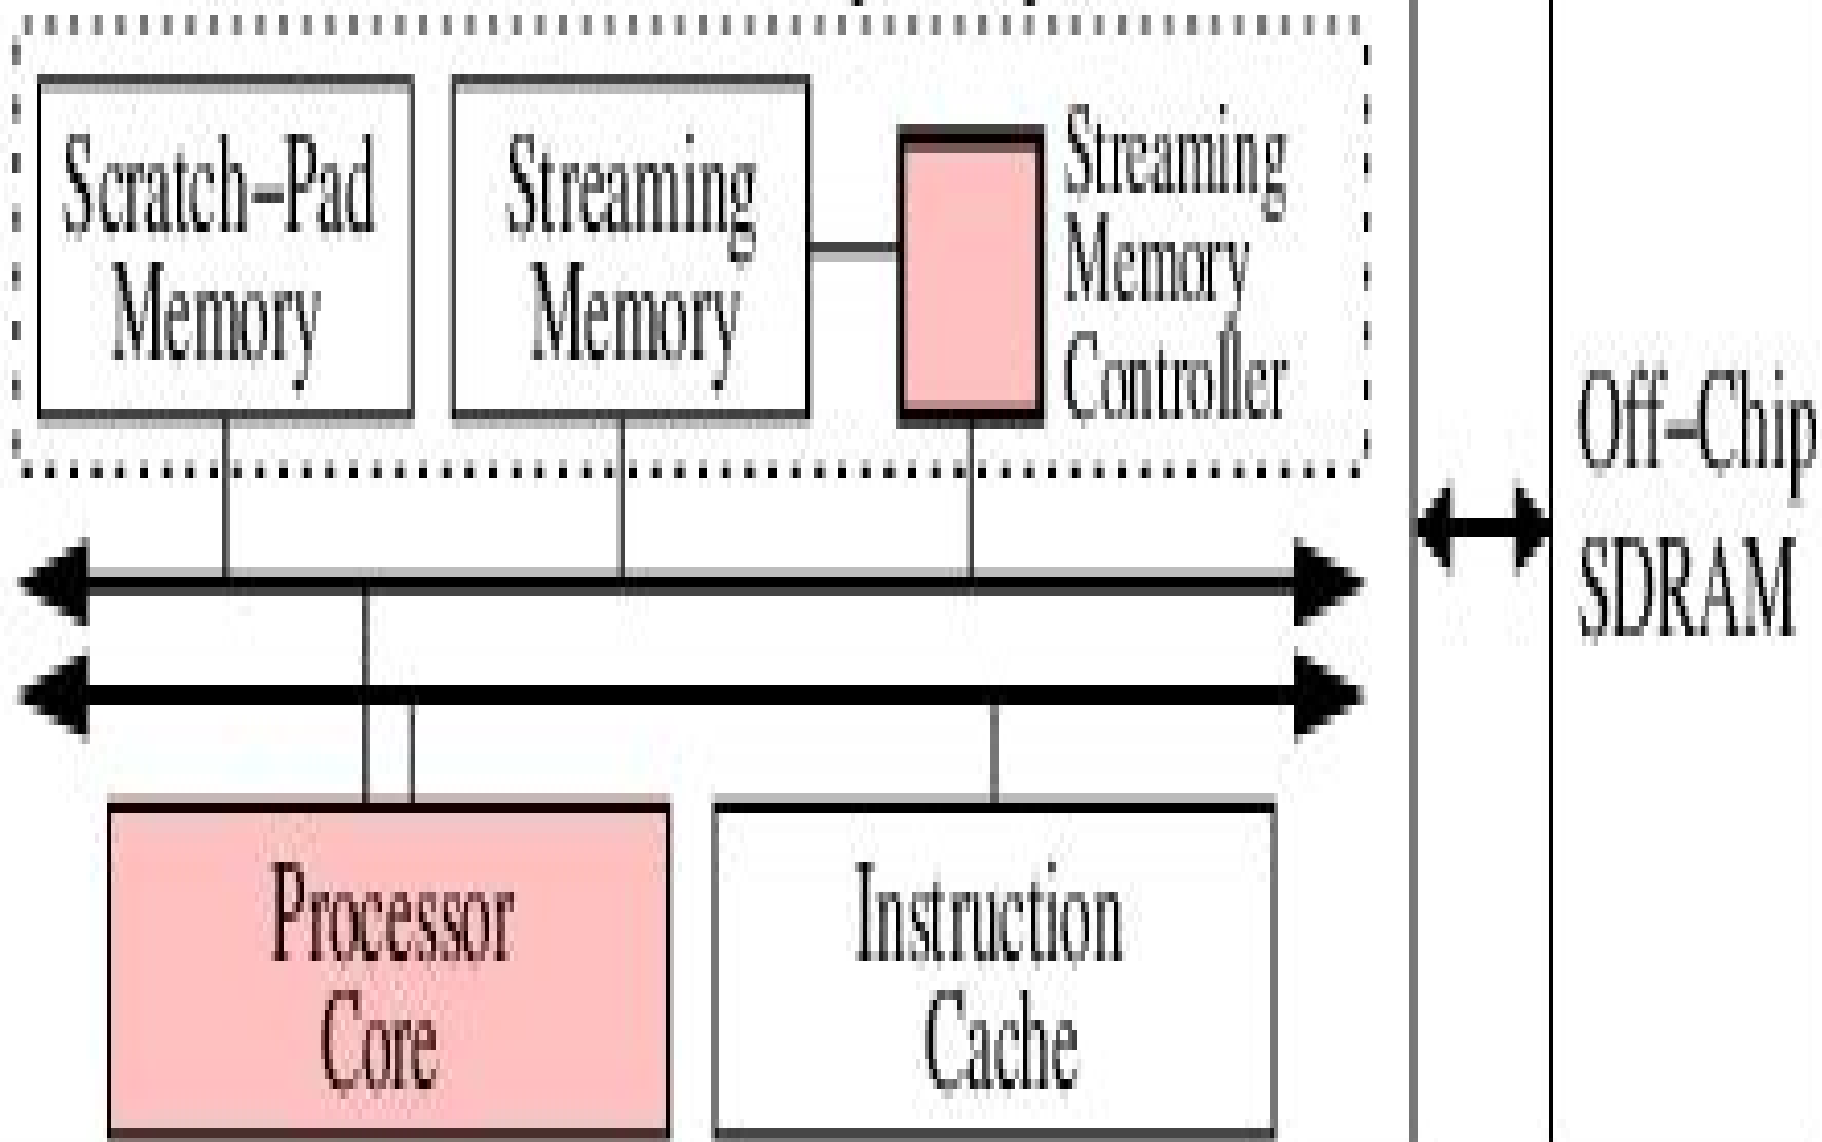 Scratch–Pad
Memory
Streaming
Memory
Streaming
Memory
Controller
Off–Chip
SDRAM
Processor
Core
Instruction
Cache